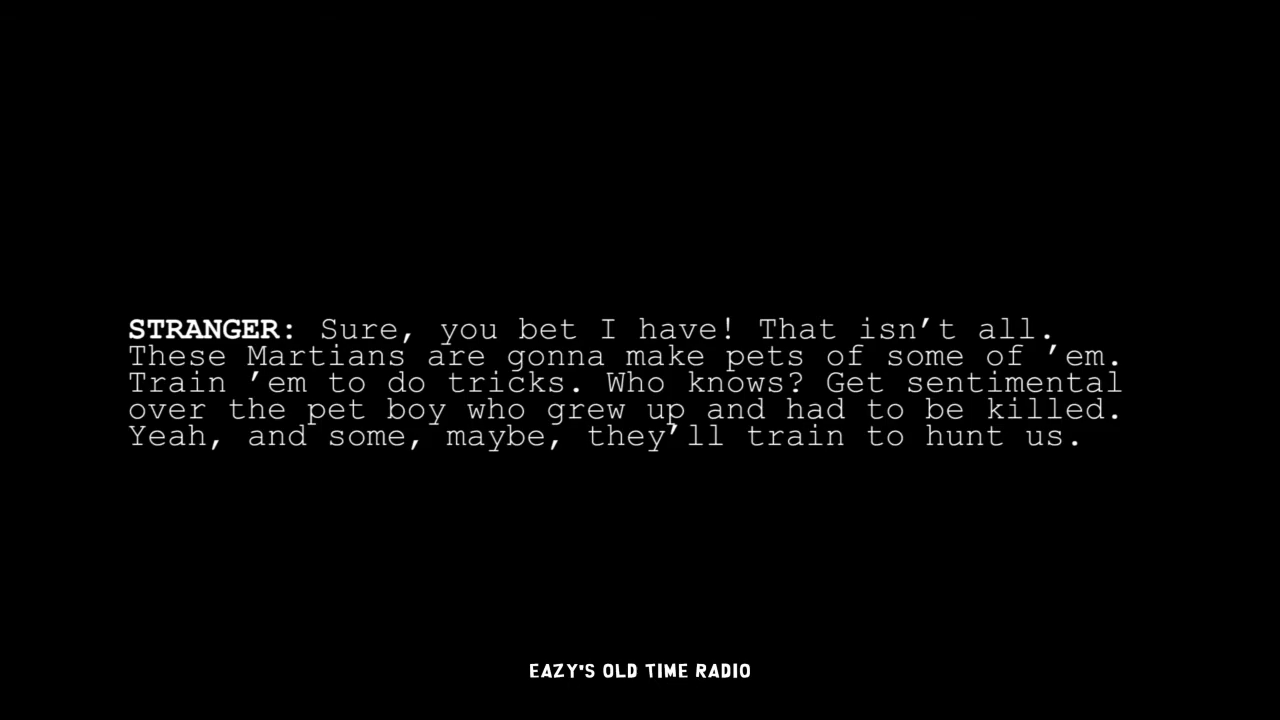 STRANGER: Sure, you bet I have! That isn’t all.
These Martians are gonna make pets of some of ’em.
Train ’em to do tricks. Who knows? Get sentimental
over the pet boy who grew up and had to be killed.
Yeah, and some, maybe, they’ll train to hunt us.
EAZY'S OLD TIME RADIO